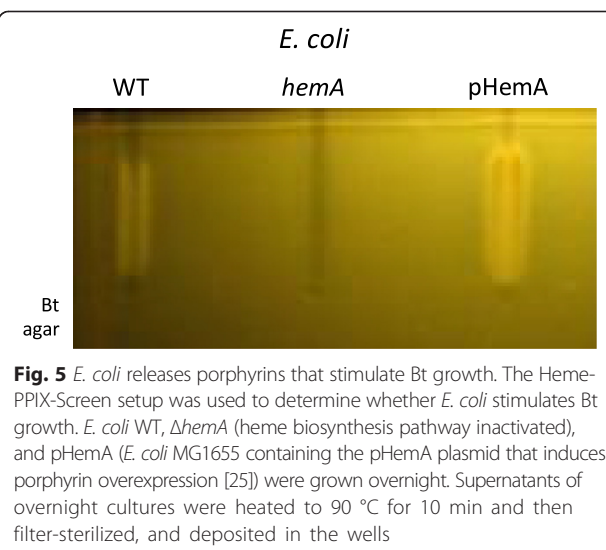 E. coli
WT hemA pHemA
Bt
agar
Fig. 5 E. coli releases porphyrins that stimulate Bt growth. The Heme-
PPIX-Screen setup was used to determine whether E. coli stimulates Bt
growth. E. coli WT, ΔhemA (heme biosynthesis pathway inactivated),
and pHemA (E. coli MG1655 containing the pHemA plasmid that induces
porphyrin overexpression [25]) were grown overnight. Supernatants of
overnight cultures were heated to 90 °C for 10 min and then
filter-sterilized, and deposited in the wells